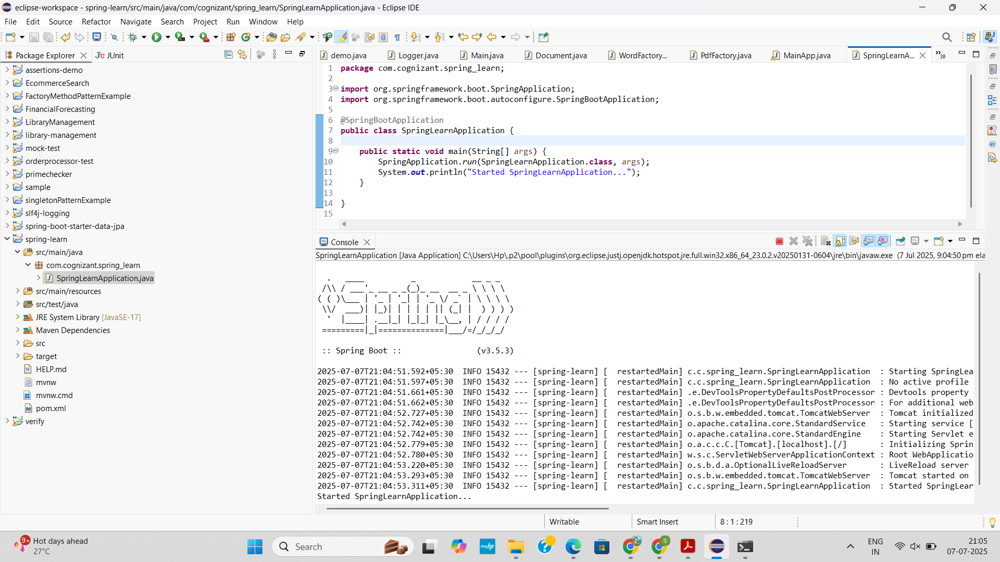 eclipse-workspace - spring-learn/src/main/java/com/cognizant/spring_learn/SpringLearnApplication.java - Eclipse IDE
File Edit Source Refactor Navigate Search Project Run Window Help
Package Explorer JUnit
assertions-demo
EcommerceSearch
FactoryMethodPatternExample
FinancialForecasting
LibraryManagement
library-management
mock-test
orderprocessor-test
primechecker
sample
singletonPatternExample
slf4j-logging
spring-boot-starter-data-jpa
spring-learn
src/main/java
com.cognizant.spring_learn
SpringLearnApplication.java
src/main/resources
src/test/java
JRE System Library [JavaSE-17]
Maven Dependencies
src
target
HELP.md
mvnw
mvnw.cmd
pom.xml
verify
demo.java Logger.java Main.java Document.java WordFactory... PdfFactory.java MainApp.java SpringLearnA... »39
1 package com.cognizant.spring_learn;
2
3 import org.springframework.boot.SpringApplication;
4 import org.springframework.boot.autoconfigure.SpringBootApplication;
5
6 @SpringBootApplication
7 public class SpringLearnApplication {
8
9 public static void main(String[] args) {
10 SpringApplication.run(SpringLearnApplication.class, args);
11 System.out.println("Started SpringLearnApplication...");
12 }
13
14 }
15
Console
SpringLearnApplication [Java Application] C:\Users\Hp\.p2\pool\plugins\org.eclipse.justj.openjdk.hotspot.jre.full.win32.x86_64_23.0.2.v20250131-0604\jre\bin\javaw.exe (7 Jul 2025, 9:04:50 pm ela
Spring
:: Spring Boot :: (v3.5.3)
2025-07-07T21:04:51.592+05:30 INFO 15432 --- [spring-learn] [ restartedMain] c.c.spring_learn.SpringLearnApplication : Starting SpringLea
2025-07-07T21:04:51.597+05:30 INFO 15432 --- [spring-learn] [ restartedMain] c.c.spring_learn.SpringLearnApplication : No active profile
2025-07-07T21:04:51.661+05:30 INFO 15432 --- [spring-learn] [ restartedMain] .e.DevToolsPropertyDefaultsPostProcessor : Devtools property
2025-07-07T21:04:51.662+05:30 INFO 15432 --- [spring-learn] [ restartedMain] .e.DevToolsPropertyDefaultsPostProcessor : For additional web
2025-07-07T21:04:52.727+05:30 INFO 15432 --- [spring-learn] [ restartedMain] o.s.b.w.embedded.tomcat.TomcatWebServer : Tomcat initialized
2025-07-07T21:04:52.742+05:30 INFO 15432 --- [spring-learn] [ restartedMain] o.apache.catalina.core.StandardService : Starting service [
2025-07-07T21:04:52.742+05:30 INFO 15432 --- [spring-learn] [ restartedMain] o.apache.catalina.core.StandardEngine : Starting Servlet e
2025-07-07T21:04:52.779+05:30 INFO 15432 --- [spring-learn] [ restartedMain] o.a.c.c.C.[Tomcat].[localhost].[/] : Initializing Sprin
2025-07-07T21:04:52.780+05:30 INFO 15432 --- [spring-learn] [ restartedMain] w.s.c.ServletWebServerApplicationContext : Root WebApplicatio
2025-07-07T21:04:53.220+05:30 INFO 15432 --- [spring-learn] [ restartedMain] o.s.b.d.a.OptionalLiveReloadServer : LiveReload server
2025-07-07T21:04:53.293+05:30 INFO 15432 --- [spring-learn] [ restartedMain] o.s.b.w.embedded.tomcat.TomcatWebServer : Tomcat started on
2025-07-07T21:04:53.311+05:30 INFO 15432 --- [spring-learn] [ restartedMain] c.c.spring_learn.SpringLearnApplication : Started SpringLear
Started SpringLearnApplication...
Writable Smart Insert 8 : 1 : 219
9+ Hot days ahead
27°C
Search
myhp
ENG
IN
21:05
07-07-2025